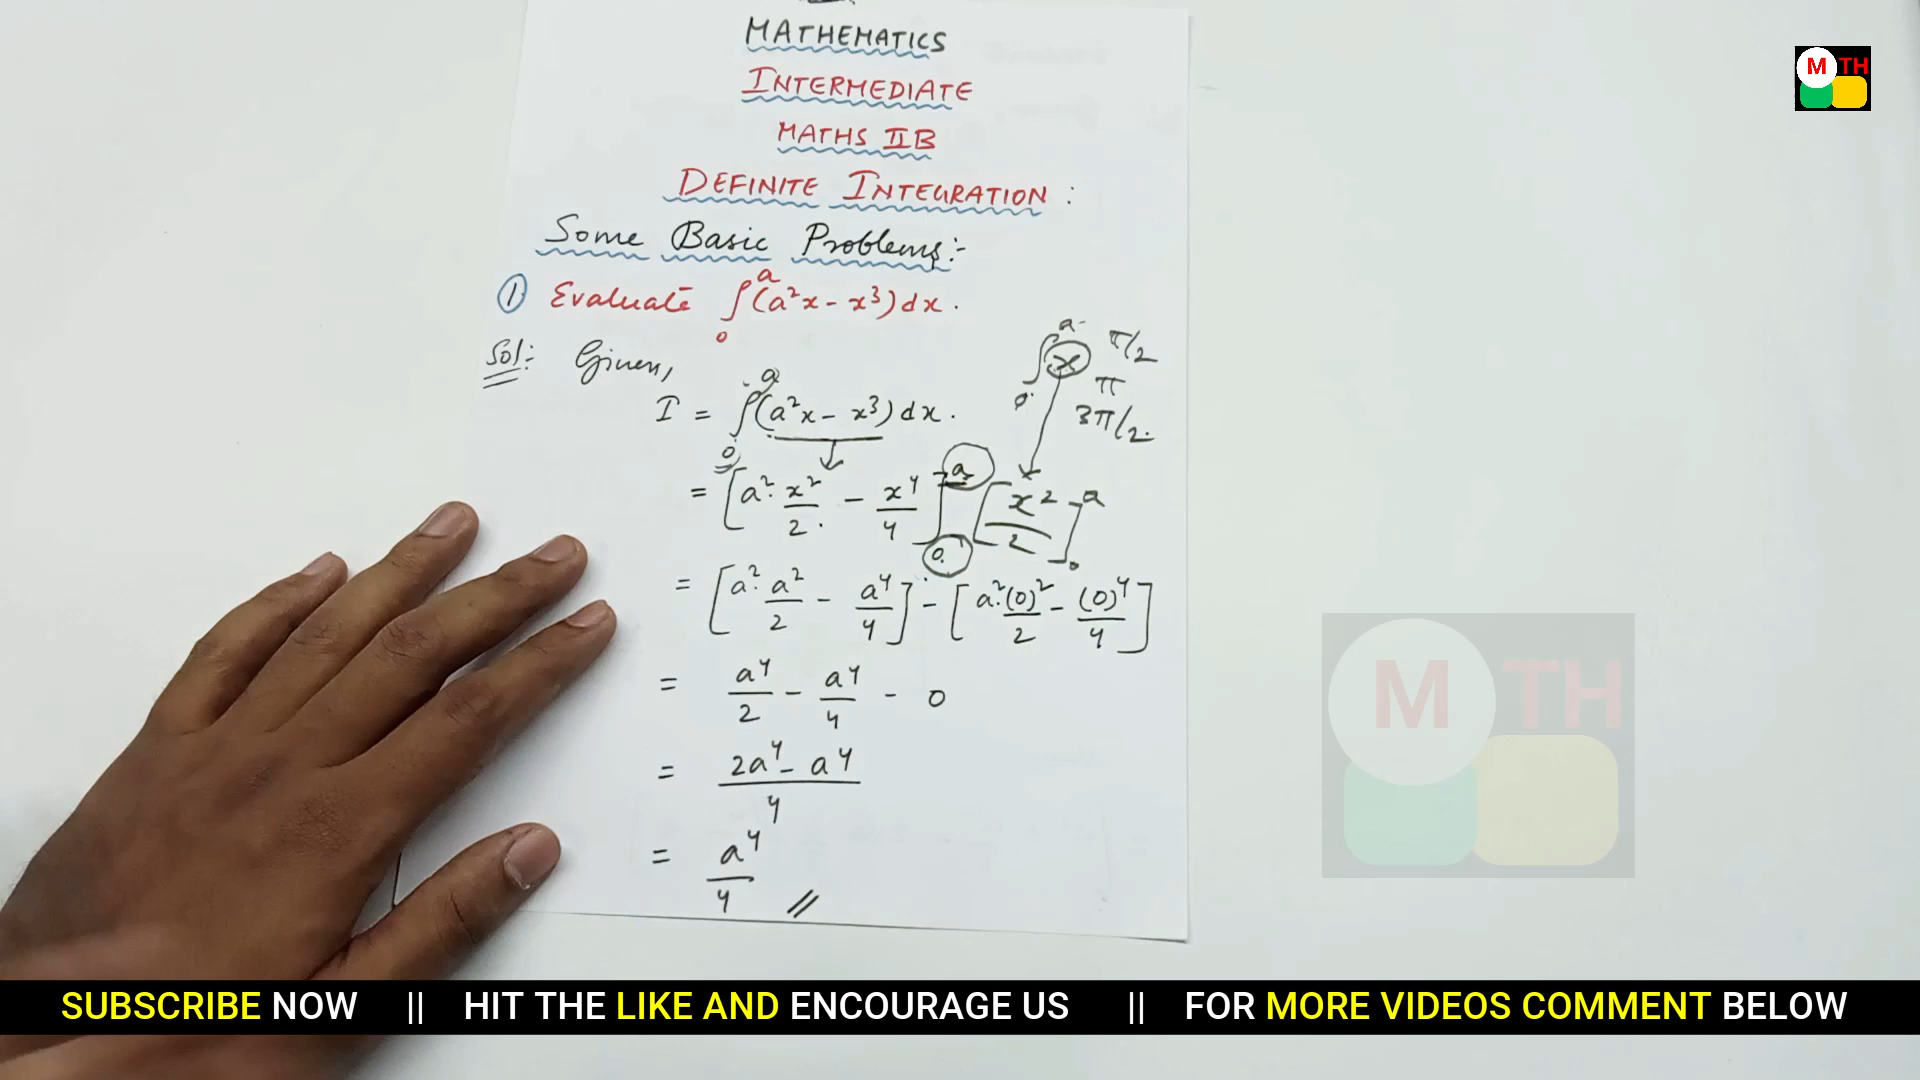 MATHEMATICS
INTERMEDIATE
MATHS IIB
DEFINITE INTEGRATION :
Some Basic Problems:-
① Evaluate ∫₀ᵃ (a²x - x³) dx.
Sol:- Given,
I = ∫₀ᵃ (a²x - x³) dx.
= [a². x²/2. - x⁴/4]₀ᵃ
= [a². a²/2 - a⁴/4] - [a².(0)²/2 - (0)⁴/4]
= a⁴/2 - a⁴/4 - 0
= 2a⁴ - a⁴/4
= a⁴/4 //
∫₀ᵃ x
π/2
π
3π/2.
[x²/2]₀ᵃ
M TH
M TH
SUBSCRIBE NOW || HIT THE LIKE AND ENCOURAGE US || FOR MORE VIDEOS COMMENT BELOW